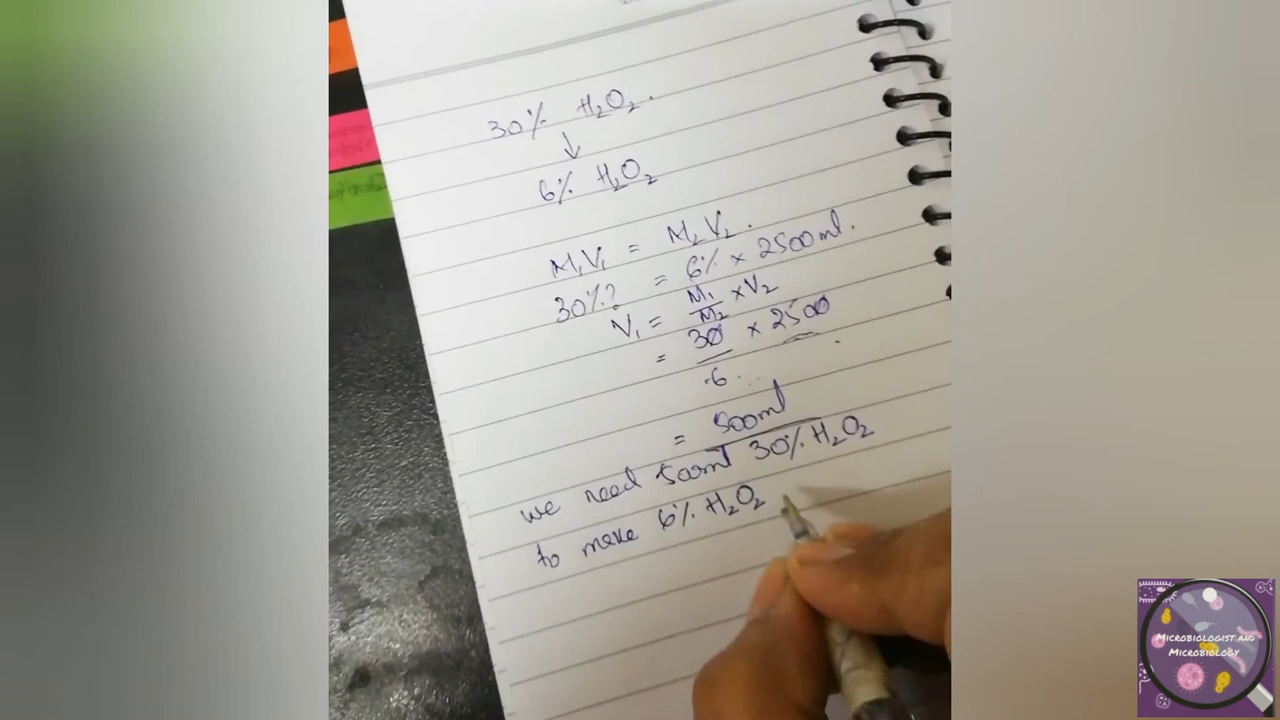 30% H₂O₂.
↓
6% H₂O₂
M₁V₁ = M₂V₂.
30%? = 6% × 2500ml.
V₁ = M₁/M₂ × V₂
= 30/6 × 2500
= 500ml
we need 500ml 30% H₂O₂
to make 6% H₂O₂
MICROBIOLOGIST AND
MICROBIOLOGY